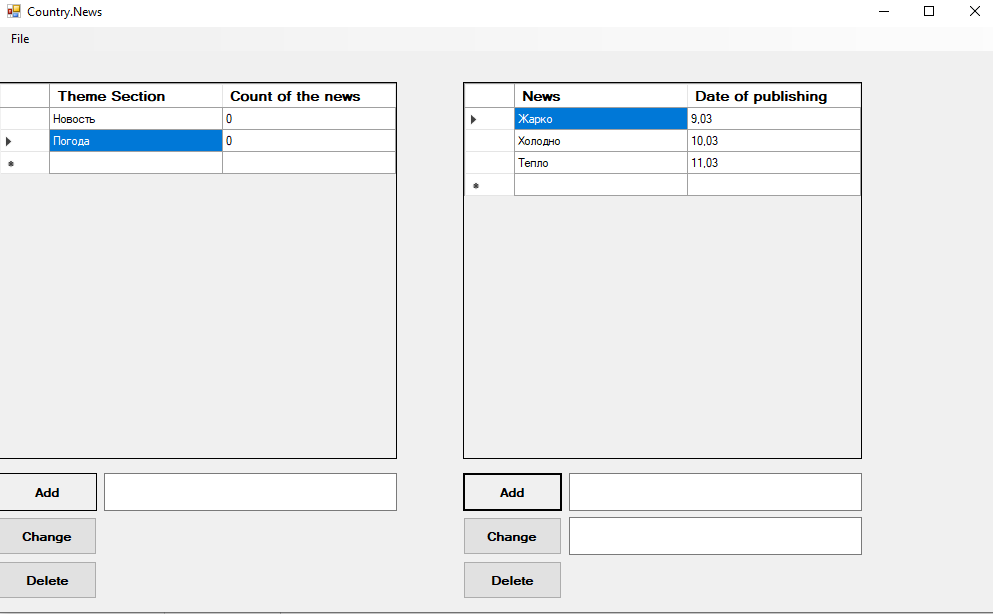 Country.News
File
Theme Section Count of the news
Новость 0
Погода 0
News Date of publishing
Жарко 9,03
Холодно 10,03
Тепло 11,03
Add
Change
Delete
Add
Change
Delete